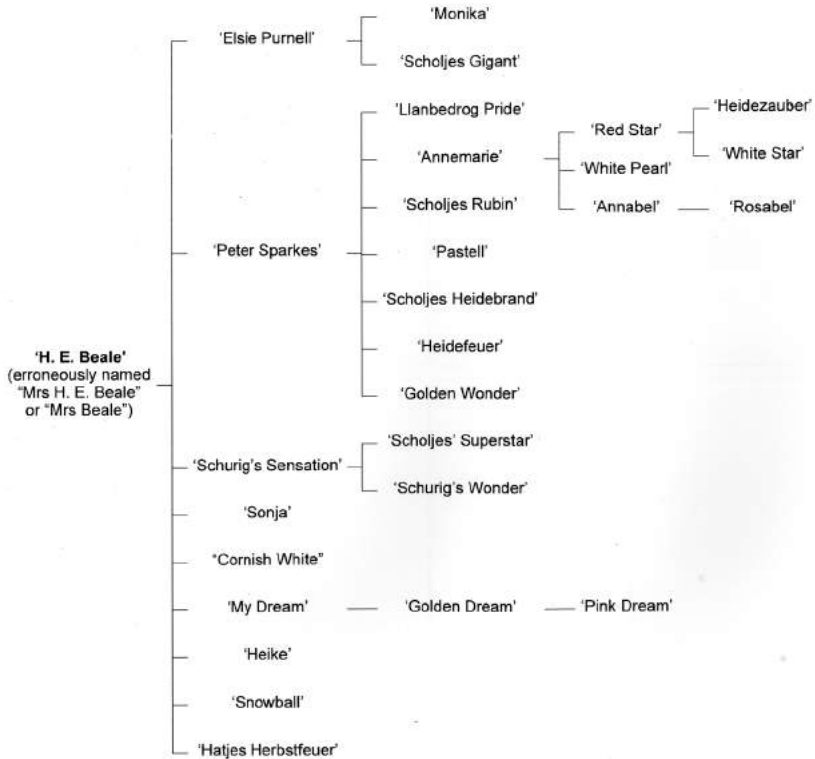 ‘Monika’
‘Elsie Purnell’
‘Scholjes Gigant’
‘Llanbedrog Pride’
‘Heidezauber’
‘Red Star’
‘Annemarie’
‘White Star’
‘White Pearl’
‘Scholjes Rubin’
‘Annabel’
‘Rosabel’
‘Peter Sparkes’
‘Pastell’
‘Scholjes Heidebrand’
‘H. E. Beale’
(erroneously named
“Mrs H. E. Beale”
or “Mrs Beale”)
‘Heidefeuer’
‘Golden Wonder’
‘Scholjes’ Superstar’
‘Schurig’s Sensation’
‘Schurig’s Wonder’
‘Sonja’
“Cornish White”
‘My Dream’
‘Golden Dream’
‘Pink Dream’
‘Heike’
‘Snowball’
‘Hatjes Herbstfeuer’